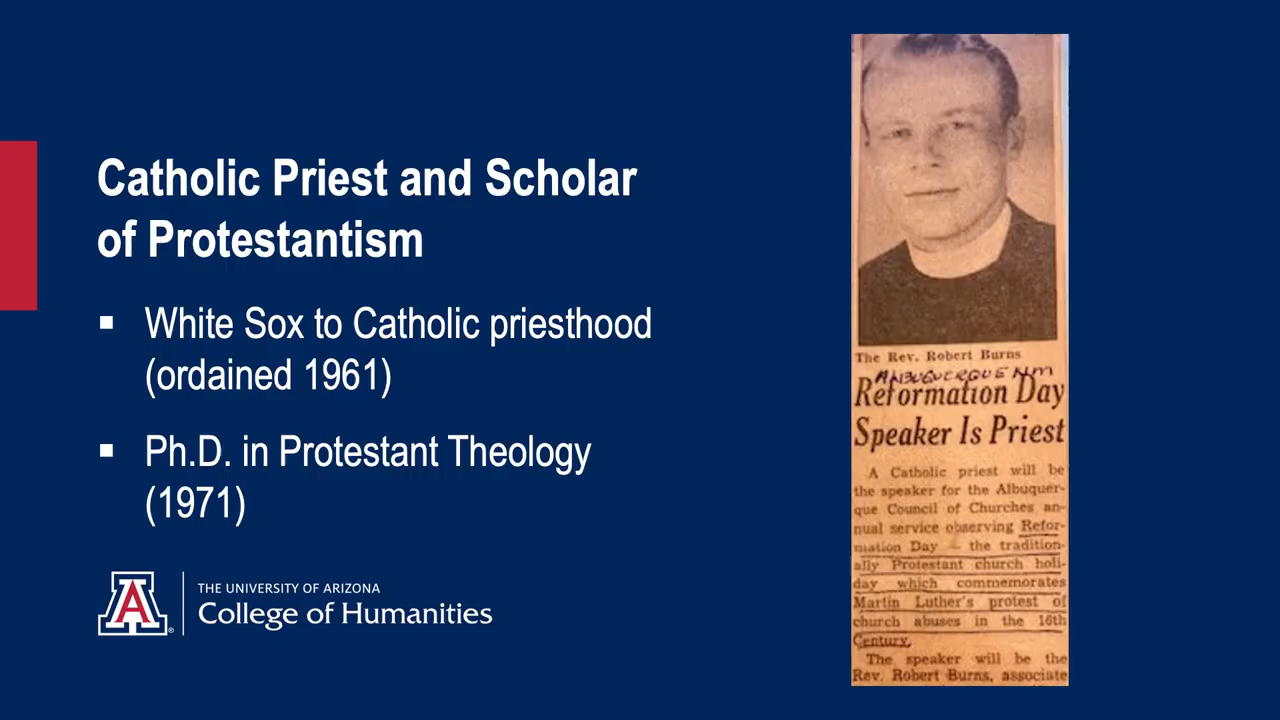 Catholic Priest and Scholar
of Protestantism
▪ White Sox to Catholic priesthood
(ordained 1961)
▪ Ph.D. in Protestant Theology
(1971)
A
THE UNIVERSITY OF ARIZONA
College of Humanities
The Rev. Robert Burns
ALBUQUERQUE NM
Reformation Day
Speaker Is Priest
A Catholic priest will be
the speaker for the Albuquer-
que Council of Churches an-
nual service observing Refor-
mation Day — the tradition-
ally Protestant church holi-
day which commemorates
Martin Luther's protest of
church abuses in the 16th
Century.
The speaker will be the
Rev. Robert Burns, associate